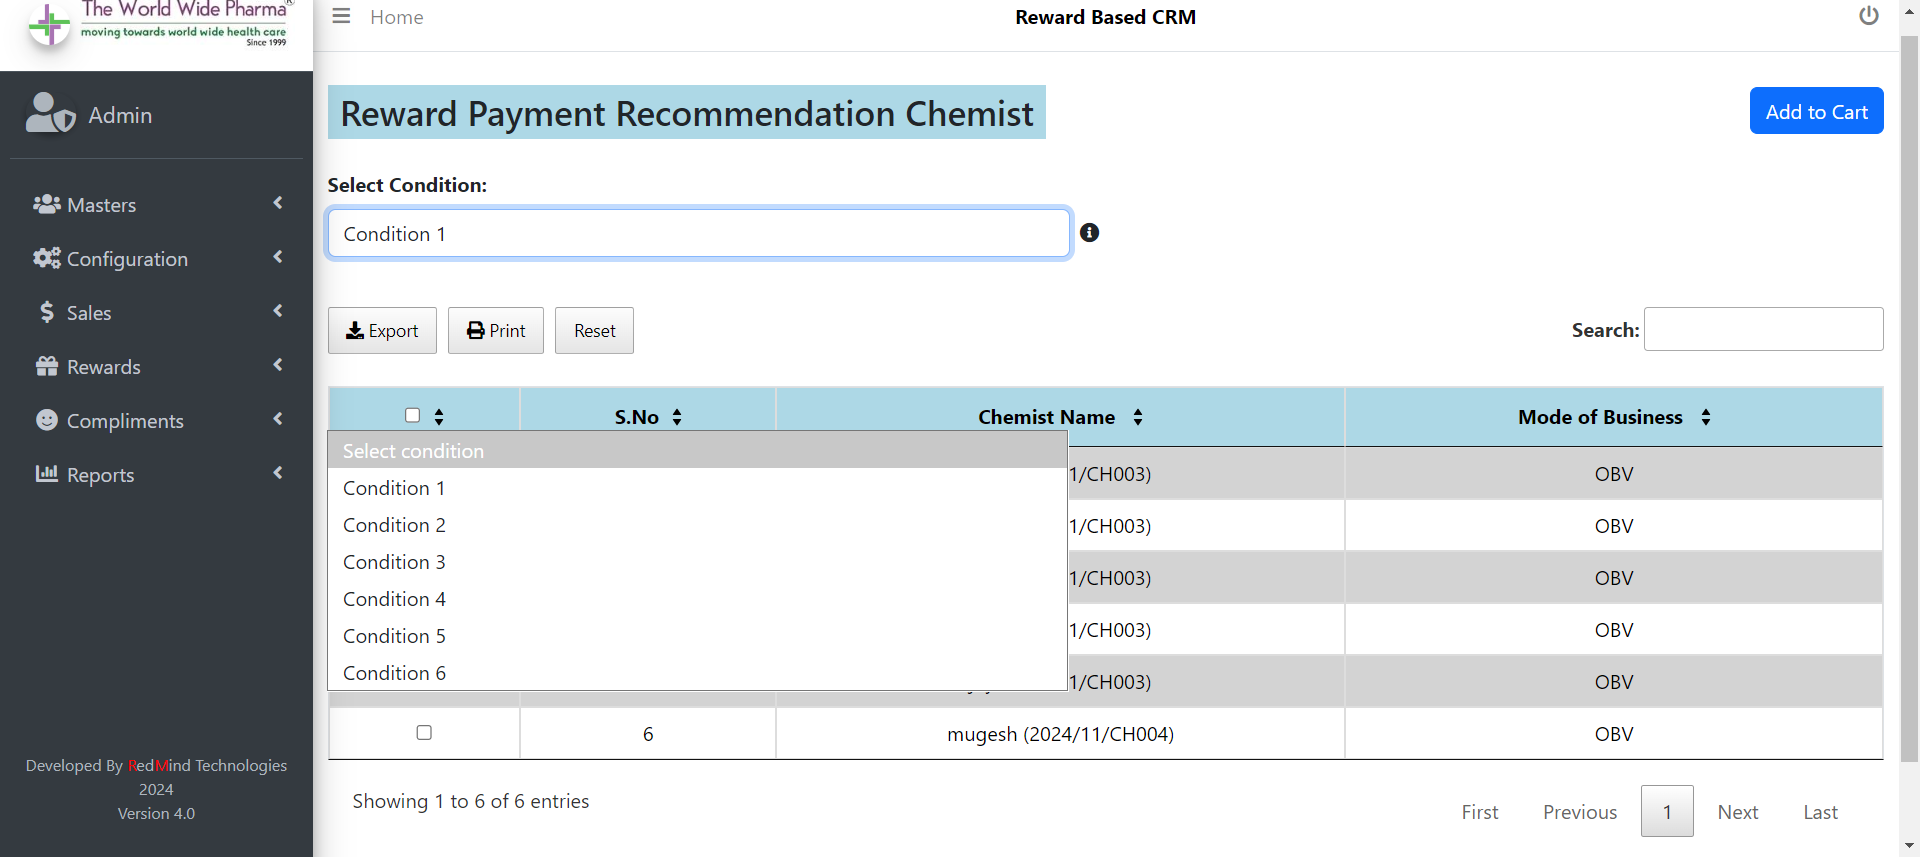 The World Wide Pharma®
moving towards world wide health care
Since 1999
Home
Reward Based CRM
Admin
Masters
Configuration
Sales
Rewards
Compliments
Reports
Developed By RedMind Technologies
2024
Version 4.0
Reward Payment Recommendation Chemist
Add to Cart
Select Condition:
Condition 1
Export
Print
Reset
Search:
S.No
Chemist Name
Mode of Business
Select condition
Condition 1
Condition 2
Condition 3
Condition 4
Condition 5
Condition 6
1/CH003) OBV
1/CH003) OBV
1/CH003) OBV
1/CH003) OBV
1/CH003) OBV
6 mugesh (2024/11/CH004) OBV
Showing 1 to 6 of 6 entries
First Previous 1 Next Last